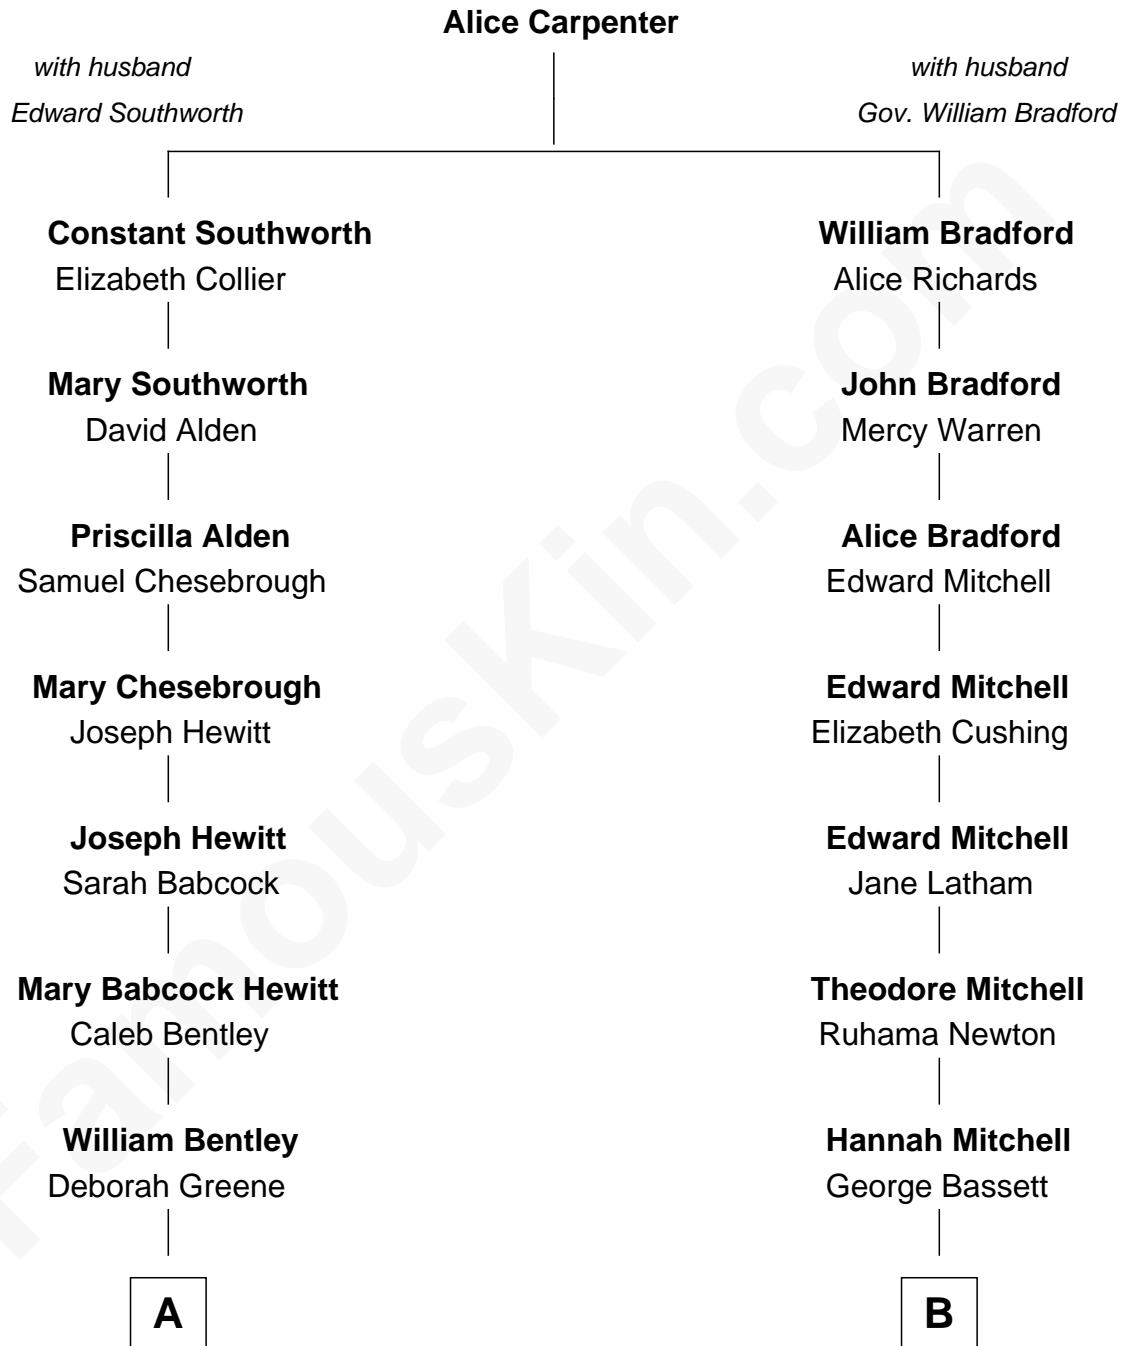 Alice Carpenter
with husband
Edward Southworth
with husband
Gov. William Bradford
Constant Southworth
Elizabeth Collier
William Bradford
Alice Richards
Mary Southworth
David Alden
John Bradford
Mercy Warren
Priscilla Alden
Samuel Chesebrough
Alice Bradford
Edward Mitchell
Mary Chesebrough
Joseph Hewitt
Edward Mitchell
Elizabeth Cushing
Joseph Hewitt
Sarah Babcock
Edward Mitchell
Jane Latham
Mary Babcock Hewitt
Caleb Bentley
Theodore Mitchell
Ruhama Newton
William Bentley
Deborah Greene
Hannah Mitchell
George Bassett
A
B
FamousKin.com